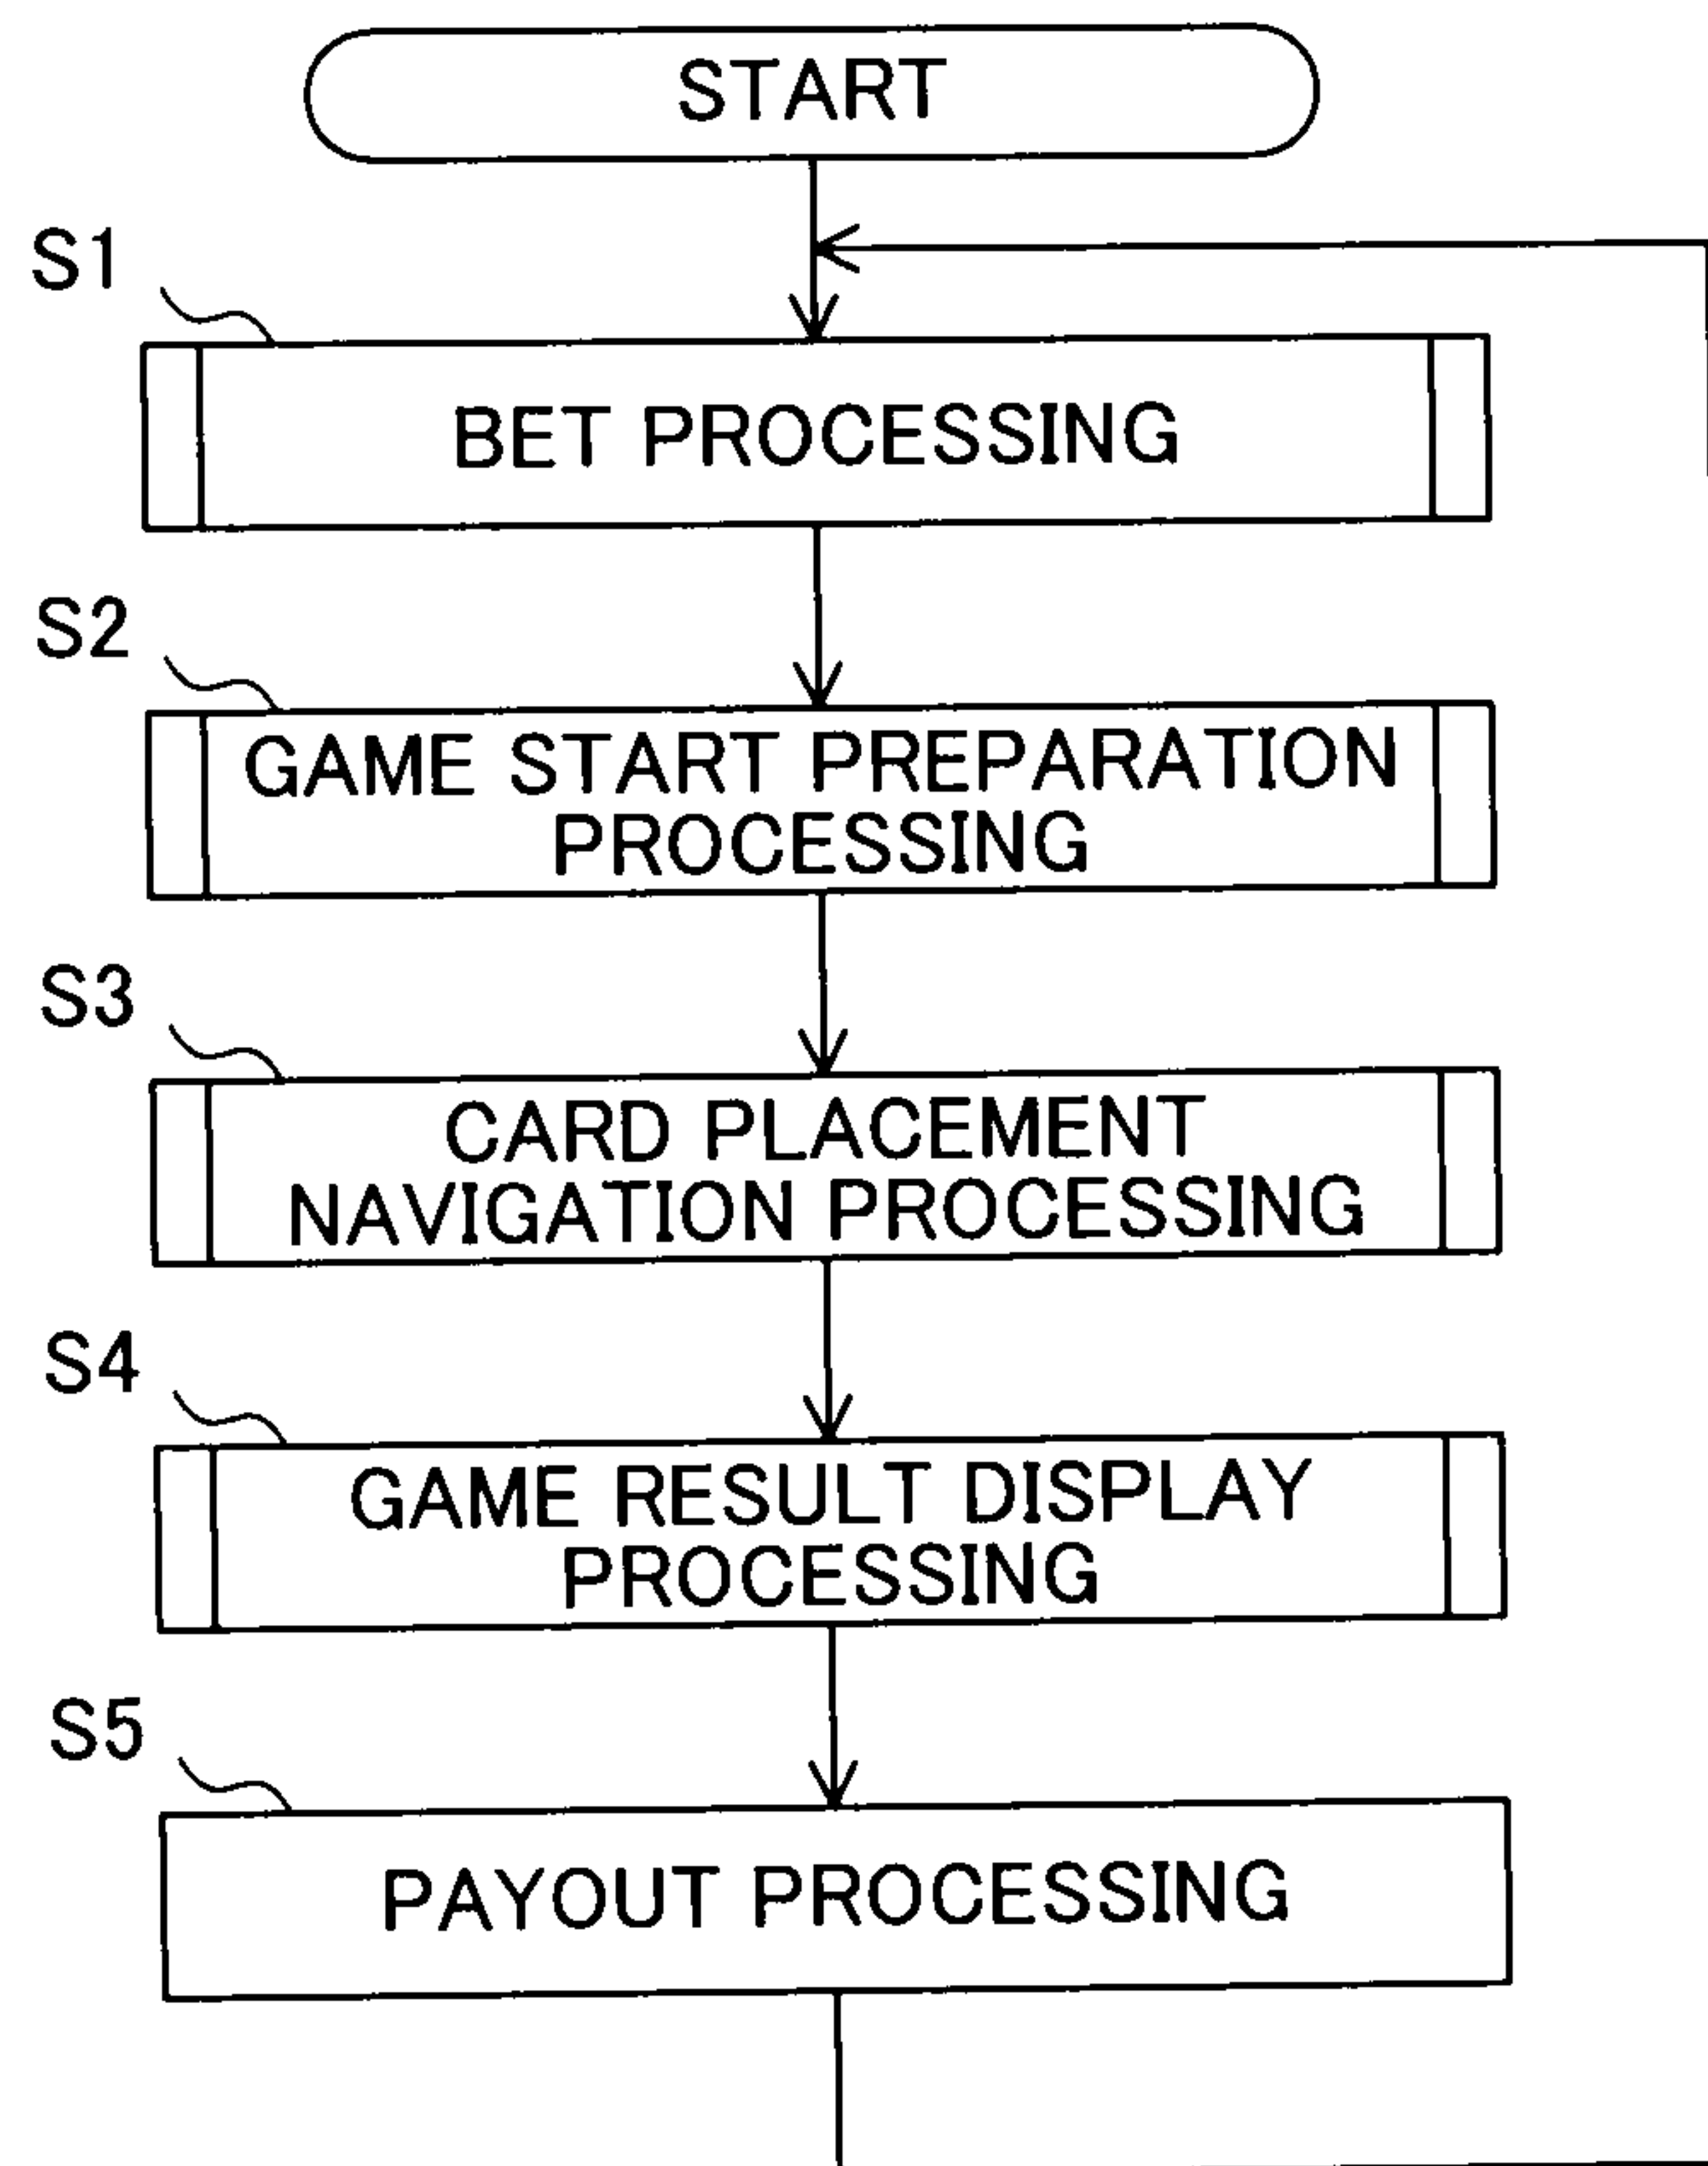 START
S1
BET PROCESSING
S2
GAME START PREPARATION
PROCESSING
S3
CARD PLACEMENT
NAVIGATION PROCESSING
S4
GAME RESULT DISPLAY
PROCESSING
S5
PAYOUT PROCESSING